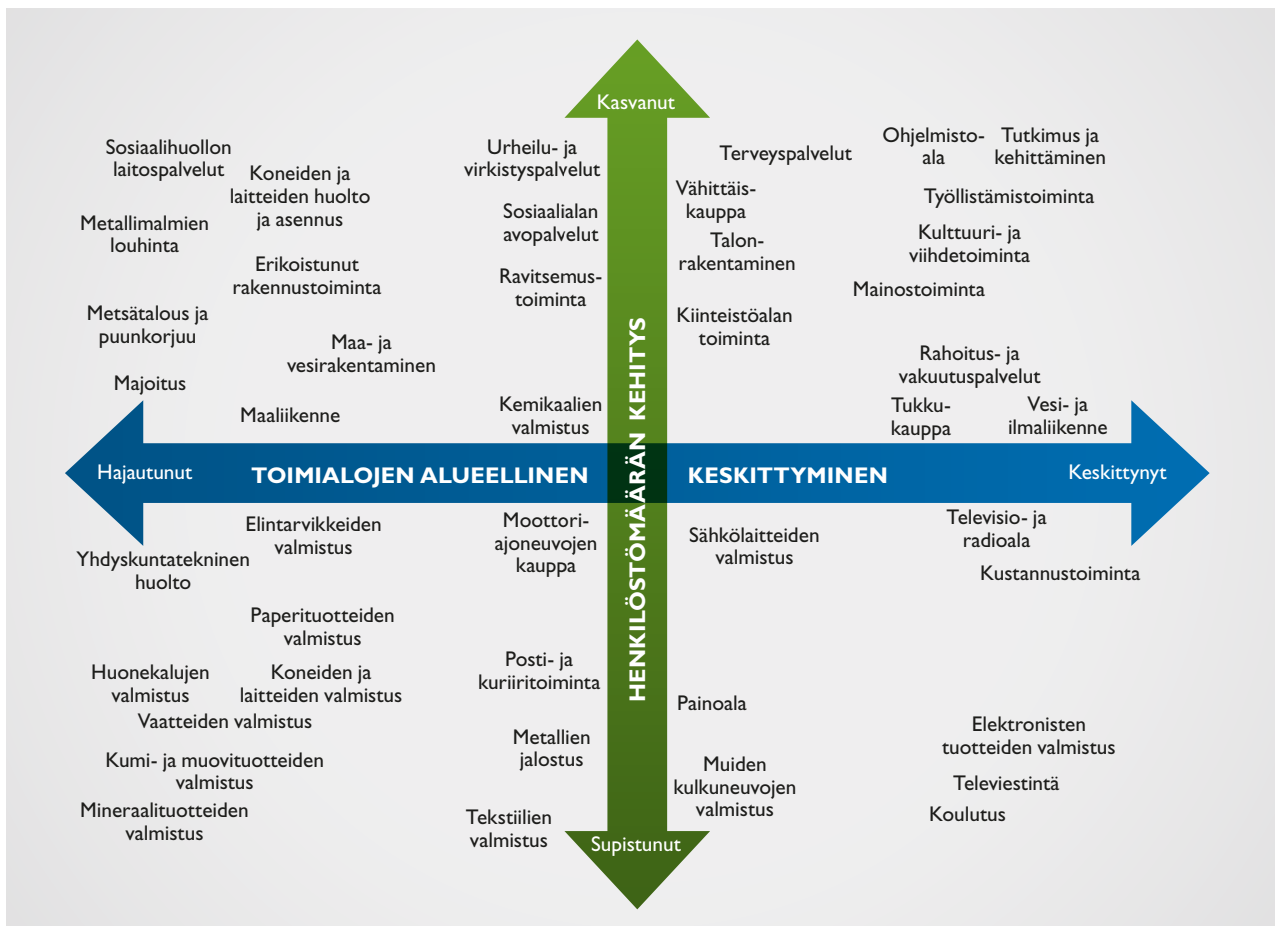 Kasvanut
Sosiaalihuollon
laitospalvelut
Koneiden ja
laitteiden huolto
ja asennus
Metallimalmien
louhinta
Erikoistunut
rakennustoiminta
Metsätalous ja
puunkorjuu
Maa- ja
vesirakentaminen
Majoitus
Maaliikenne
Urheilu- ja
virkistyspalvelut
Sosiaalialan
avopalvelut
Ravitsemus-
toiminta
Kemikaalien
valmistus
Terveyspalvelut
Vähittäis-
kauppa
Talon-
rakentaminen
Kiinteistöalan
toiminta
Ohjelmisto-
ala
Tutkimus ja
kehittäminen
Työllistämistoiminta
Kulttuuri- ja
viihdetoiminta
Mainostoiminta
Rahoitus- ja
vakuutuspalvelut
Tukku-
kauppa
Vesi- ja
ilmaliikenne
HENKILÖSTÖMÄÄRÄN KEHITYS
Hajautunut
TOIMIALOJEN ALUEELLINEN KESKITTYMINEN
Keskittynyt
Elintarvikkeiden
valmistus
Yhdyskuntatekninen
huolto
Paperituotteiden
valmistus
Huonekalujen
valmistus
Koneiden ja
laitteiden valmistus
Vaatteiden valmistus
Kumi- ja muovituotteiden
valmistus
Mineraalituotteiden
valmistus
Moottori-
ajoneuvojen
kauppa
Posti- ja
kuriiritoiminta
Metallien
jalostus
Tekstiilien
valmistus
Sähkölaitteiden
valmistus
Painoala
Muiden
kulkuneuvojen
valmistus
Televisio- ja
radioala
Kustannustoiminta
Elektronisten
tuotteiden valmistus
Televiestintä
Koulutus
Supistunut